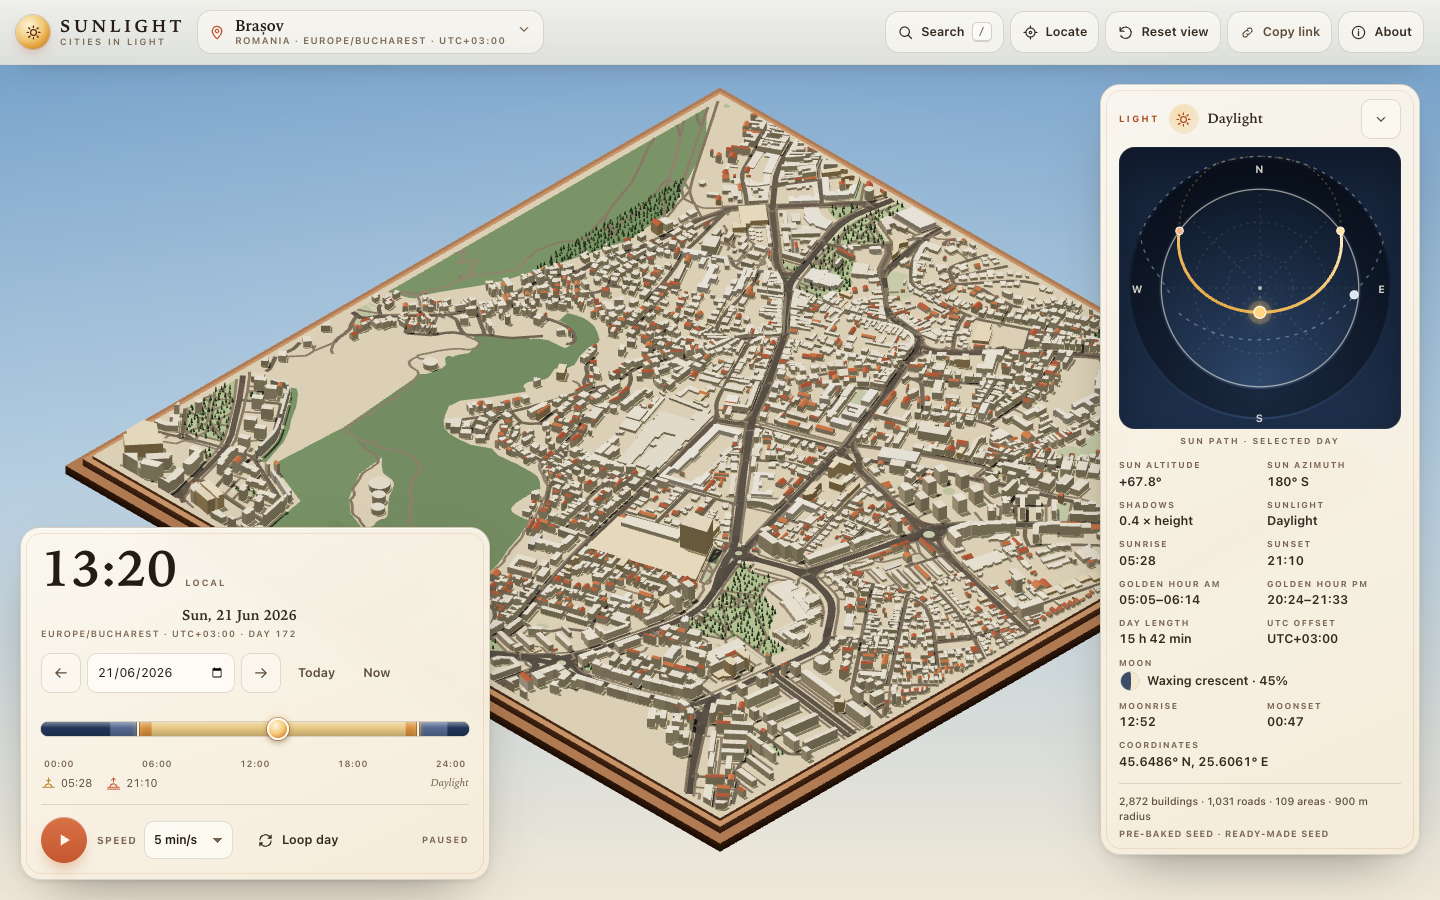 SUNLIGHT
CITIES IN LIGHT
Brașov
ROMANIA · EUROPE/BUCHAREST · UTC+03:00
Search /
Locate
Reset view
Copy link
About
LIGHT
Daylight
N
W
E
S
SUN PATH · SELECTED DAY
SUN ALTITUDE
+67.8°
SUN AZIMUTH
180° S
SHADOWS
0.4 × height
SUNLIGHT
Daylight
SUNRISE
05:28
SUNSET
21:10
GOLDEN HOUR AM
05:05–06:14
GOLDEN HOUR PM
20:24–21:33
DAY LENGTH
15 h 42 min
UTC OFFSET
UTC+03:00
MOON
Waxing crescent · 45%
MOONRISE
12:52
MOONSET
00:47
COORDINATES
45.6486° N, 25.6061° E
2,872 buildings · 1,031 roads · 109 areas · 900 m
radius
PRE-BAKED SEED · READY-MADE SEED
13:20 LOCAL
Sun, 21 Jun 2026
EUROPE/BUCHAREST · UTC+03:00 · DAY 172
21/06/2026
Today
Now
00:00 06:00 12:00 18:00 24:00
05:28 21:10
Daylight
SPEED
5 min/s
Loop day
PAUSED